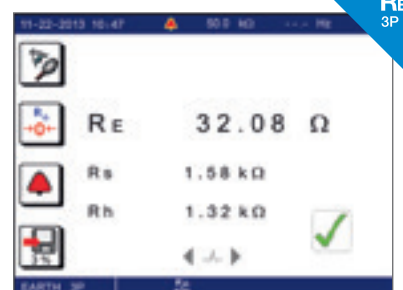 RE
3P
11-22-2013 10:47 50.0 kΩ --.-- Hz
RE 32.08 Ω
Rs 1.58 kΩ
Rh 1.32 kΩ
3%
EARTH 3P